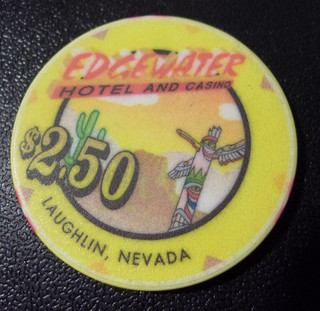 EDGEWATER
HOTEL AND CASINO
$2.50
LAUGHLIN, NEVADA